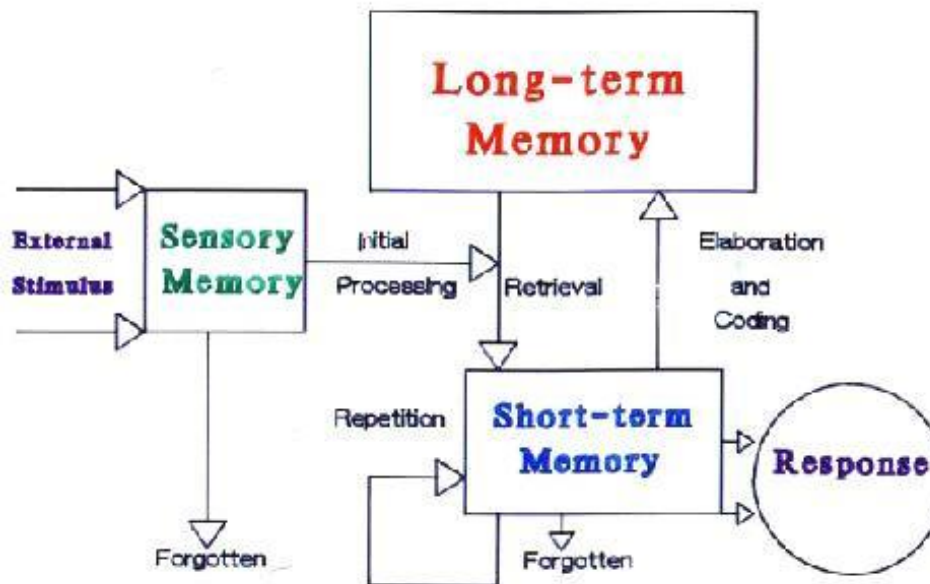 Long-term
Memory
External
Stimulus
Sensory
Memory
Initial
Processing
Retrieval
Elaboration
and
Coding
Repetition
Short-term
Memory
Response
Forgotten
Forgotten